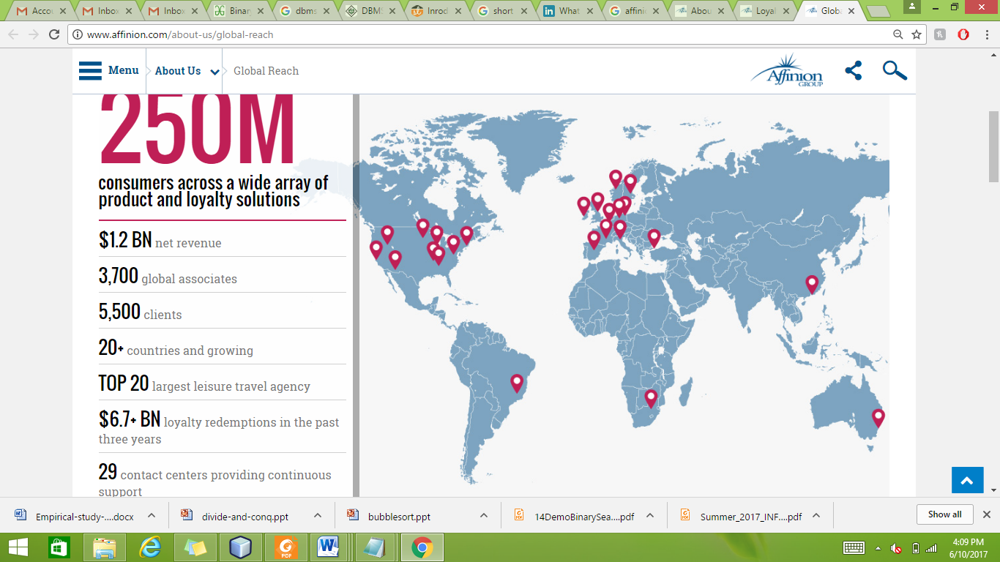 Accou
Inbox
Inbox
Binar
dbms
DBMS
Inrod
short
What
affini
Abou
Loyal
Globa
www.affinion.com/about-us/global-reach
Menu
About Us
Global Reach
Affinion
GROUP
250M
consumers across a wide array of
product and loyalty solutions
$1.2 BN net revenue
3,700 global associates
5,500 clients
20+ countries and growing
TOP 20 largest leisure travel agency
$6.7+ BN loyalty redemptions in the past
three years
29 contact centers providing continuous
support
Empirical-study-....docx
divide-and-conq.ppt
bubblesort.ppt
14DemoBinarySea....pdf
Summer_2017_INF....pdf
Show all
PDF
4:09 PM
6/10/2017